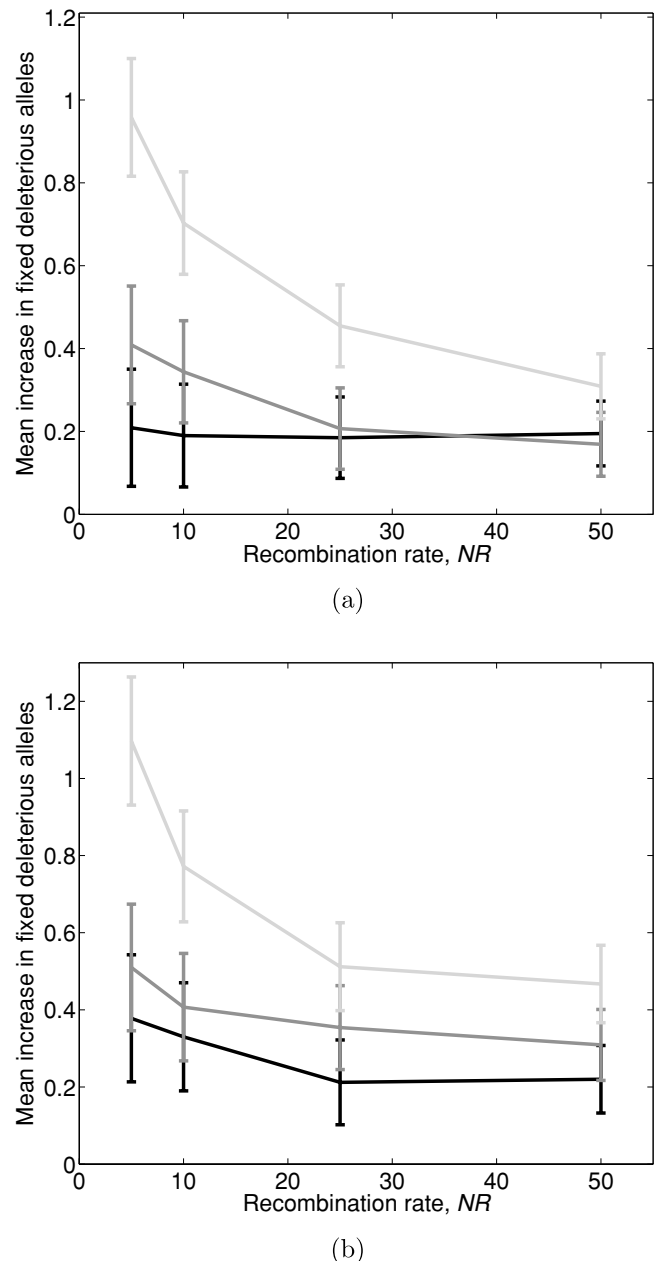 1.2
1
0.8
0.6
0.4
0.2
0
Mean increase in fixed deleterious alleles
0 10 20 30 40 50
Recombination rate, NR
(a)
1.2
1
0.8
0.6
0.4
0.2
0
Mean increase in fixed deleterious alleles
0 10 20 30 40 50
Recombination rate, NR
(b)